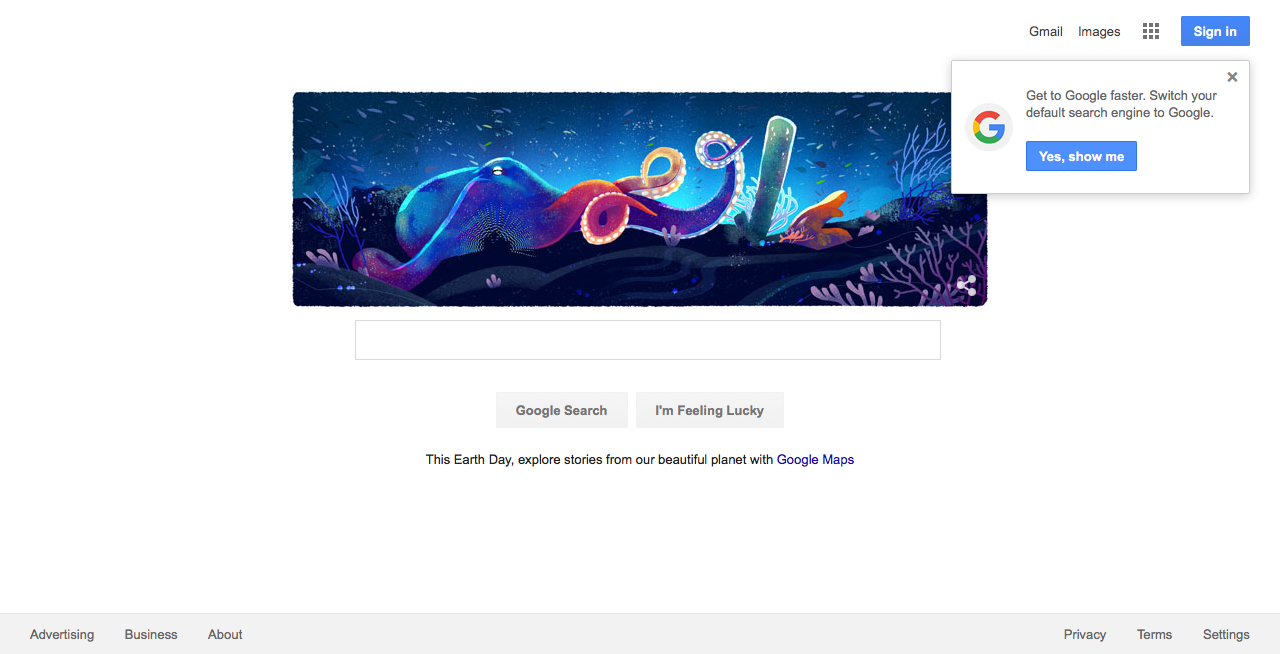 Gmail Images Sign in
Get to Google faster. Switch your
default search engine to Google.
Yes, show me
Google Search I'm Feeling Lucky
This Earth Day, explore stories from our beautiful planet with Google Maps
Advertising Business About Privacy Terms Settings